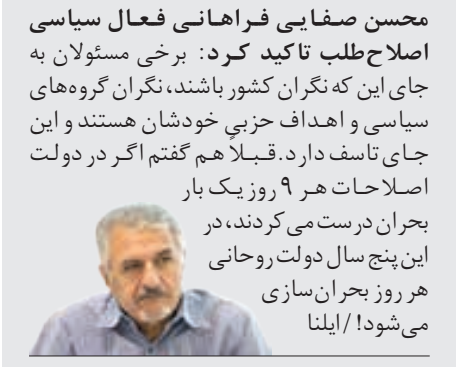 محسن صفایی فراهانی فعال سیاسی
اصلاح‌طلب تاکید کرد: برخی مسئولان به
جای این که نگران کشور باشند، نگران گروه‌های
سیاسی و اهداف حزبی خودشان هستند و این
جای تاسف دارد. قبلاً هم گفتم اگر در دولت
اصلاحات هر ۹ روز یک بار
بحران درست می‌کردند، در
این پنج سال دولت روحانی
هر روز بحران‌سازی
می‌شود! / ایلنا